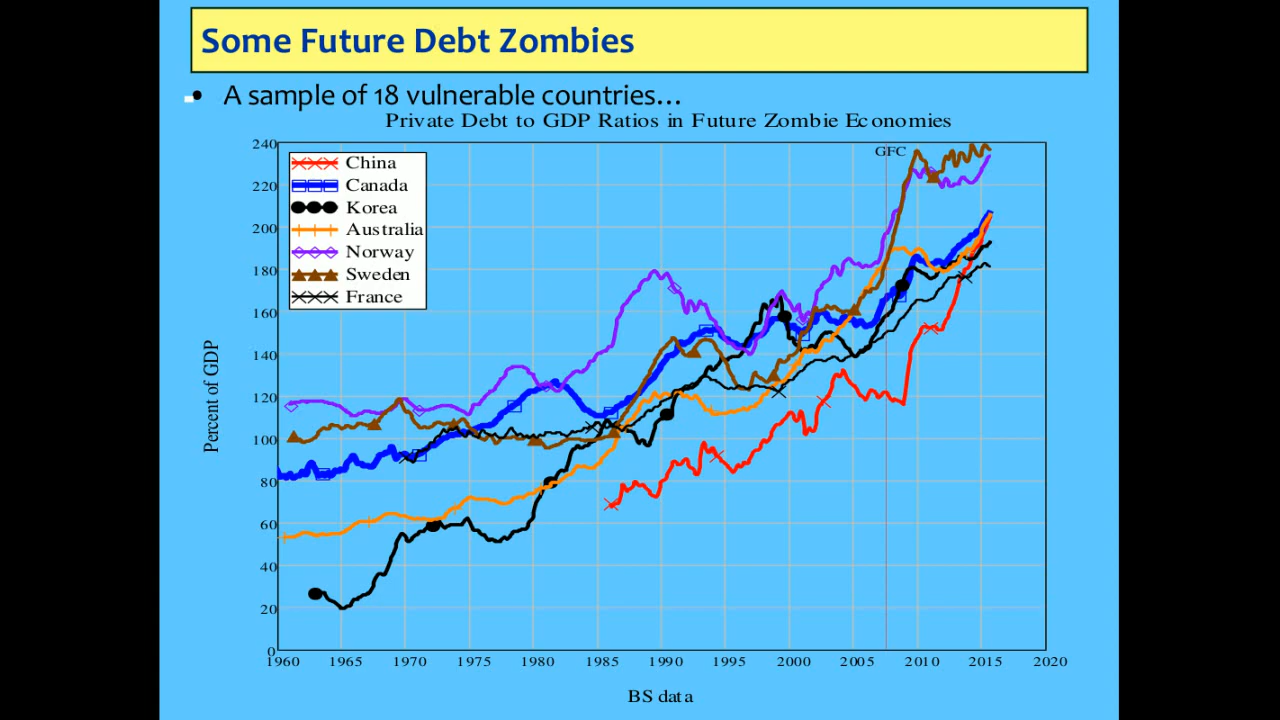 Some Future Debt Zombies
• A sample of 18 vulnerable countries…
Private Debt to GDP Ratios in Future Zombie Economies
240
220
200
180
160
140
120
100
80
60
40
20
0
Percent of GDP
China
Canada
Korea
Australia
Norway
Sweden
France
GFC
1960 1965 1970 1975 1980 1985 1990 1995 2000 2005 2010 2015 2020
BS data